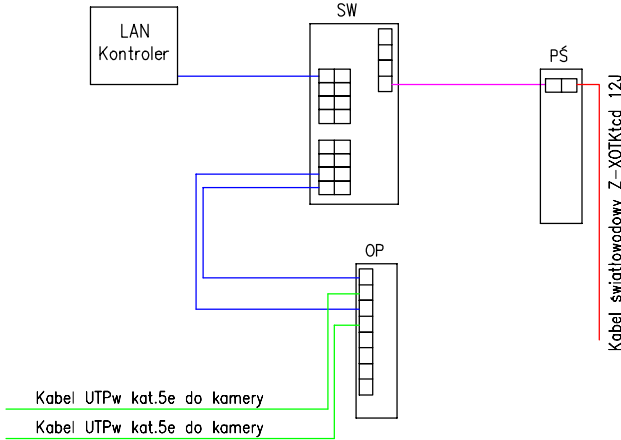 LAN
Kontroler
SW
PŚ
Kabel światłowodowy Z-XOTKtcd 12J
OP
Kabel UTPw kat.5e do kamery
Kabel UTPw kat.5e do kamery